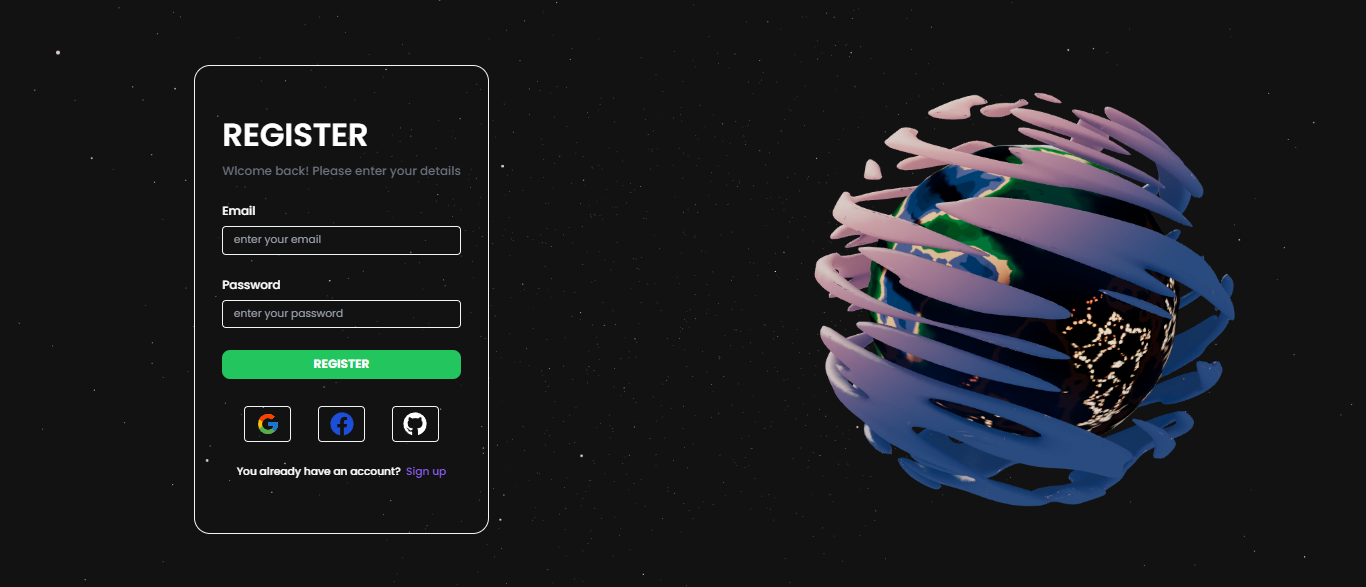 REGISTER
Wlcome back! Please enter your details
Email
enter your email
Password
enter your password
REGISTER
You already have an account? Sign up